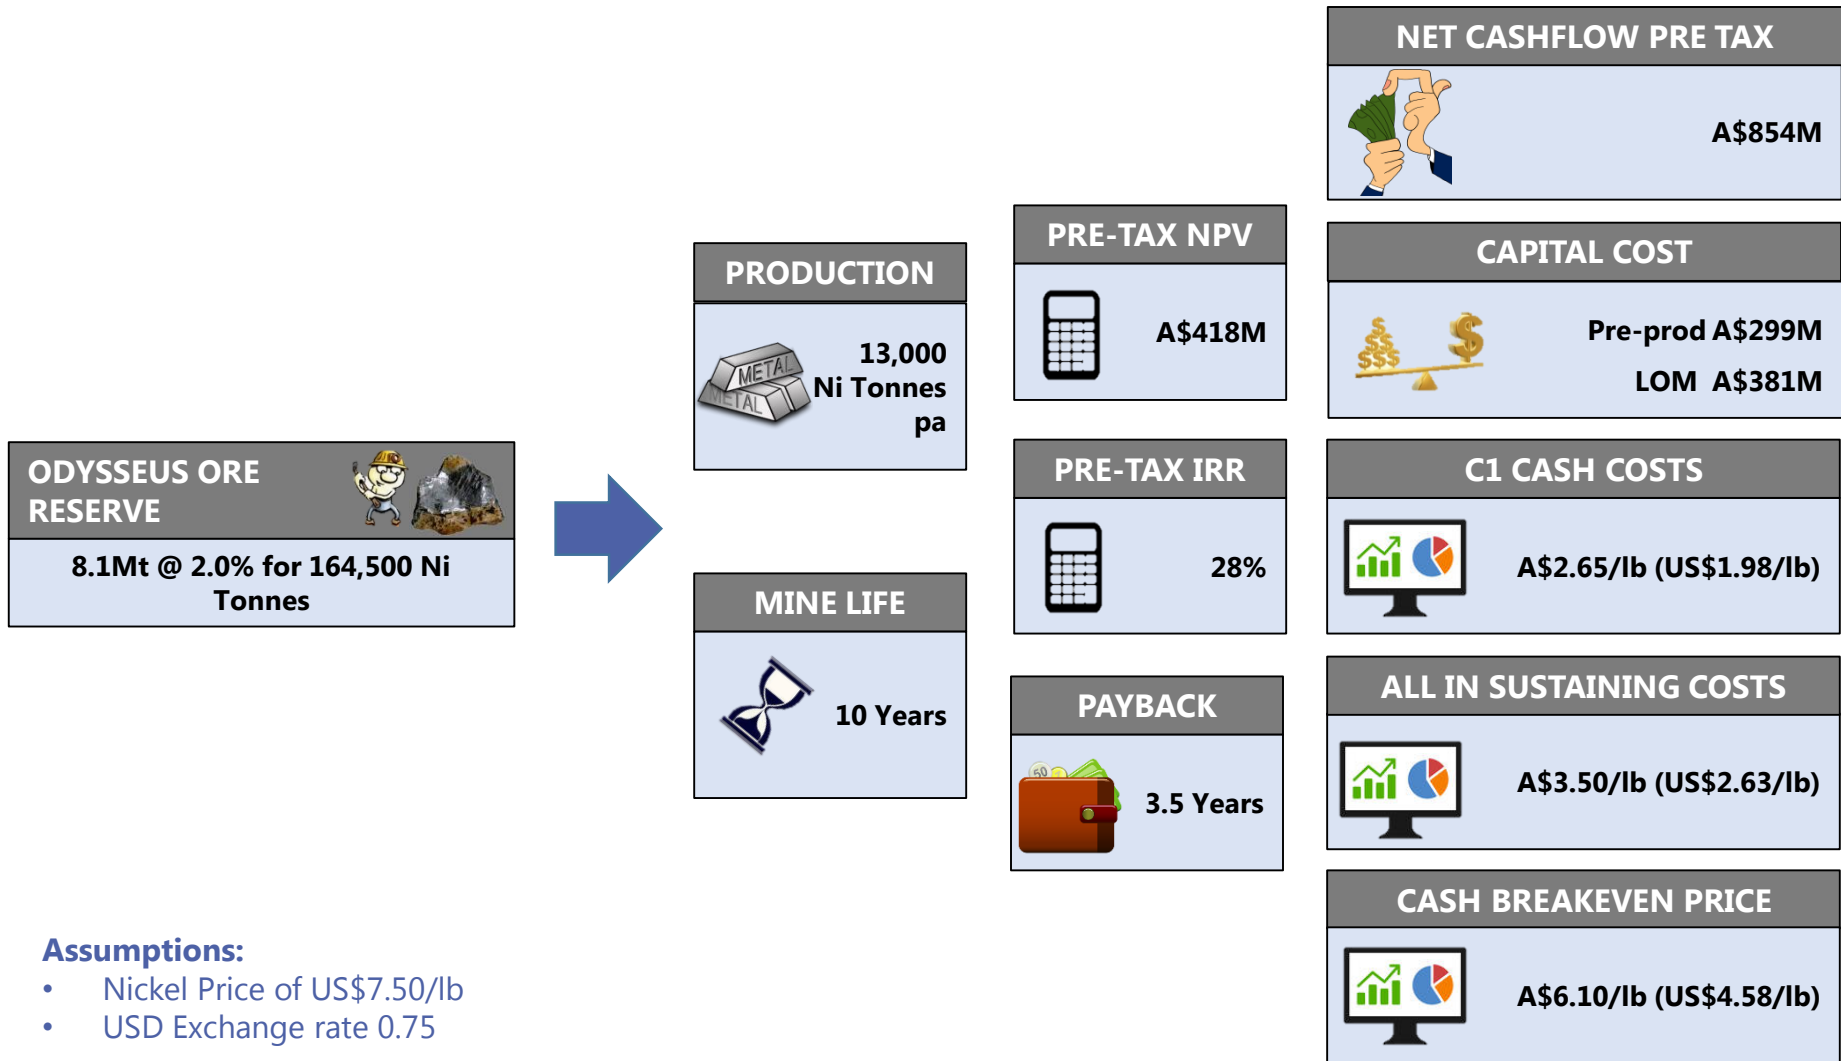 ODYSSEUS ORE
RESERVE
8.1Mt @ 2.0% for 164,500 Ni
Tonnes
PRODUCTION
METAL
METAL
13,000
Ni Tonnes
pa
MINE LIFE
10 Years
PRE-TAX NPV
A$418M
PRE-TAX IRR
28%
PAYBACK
50
3.5 Years
NET CASHFLOW PRE TAX
A$854M
CAPITAL COST
Pre-prod A$299M
LOM A$381M
C1 CASH COSTS
A$2.65/lb (US$1.98/lb)
ALL IN SUSTAINING COSTS
A$3.50/lb (US$2.63/lb)
CASH BREAKEVEN PRICE
A$6.10/lb (US$4.58/lb)
Assumptions:
• Nickel Price of US$7.50/lb
• USD Exchange rate 0.75